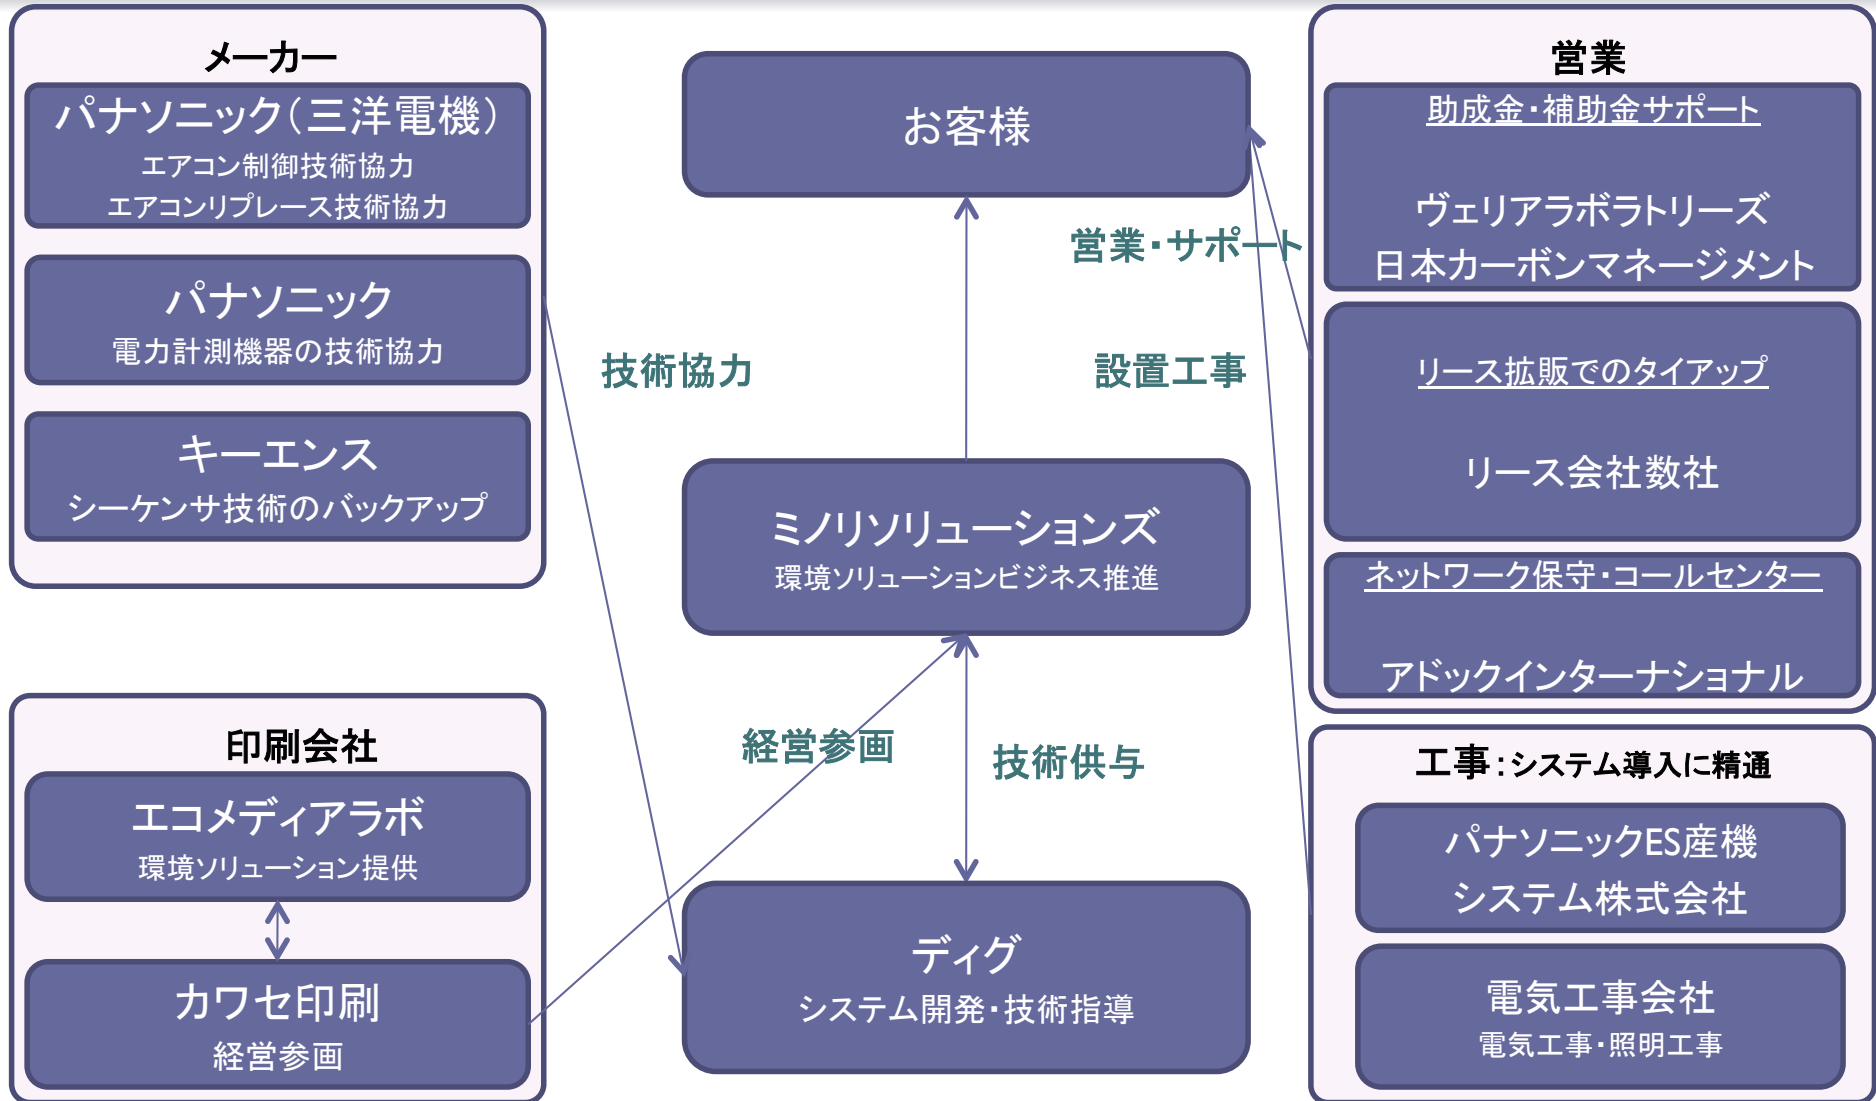 メーカー
パナソニック（三洋電機）
エアコン制御技術協力
エアコンリプレース技術協力
パナソニック
電力計測機器の技術協力
キーエンス
シーケンサ技術のバックアップ
印刷会社
エコメディアラボ
環境ソリューション提供
カワセ印刷
経営参画
お客様
営業・サポート
技術協力
設置工事
ミノリソリューションズ
環境ソリューションビジネス推進
経営参画
技術供与
ディグ
システム開発・技術指導
営業
助成金・補助金サポート
ヴェリアラボラトリーズ
日本カーボンマネージメント
リース拡販でのタイアップ
リース会社数社
ネットワーク保守・コールセンター
アドックインターナショナル
工事：システム導入に精通
パナソニックES産機
システム株式会社
電気工事会社
電気工事・照明工事